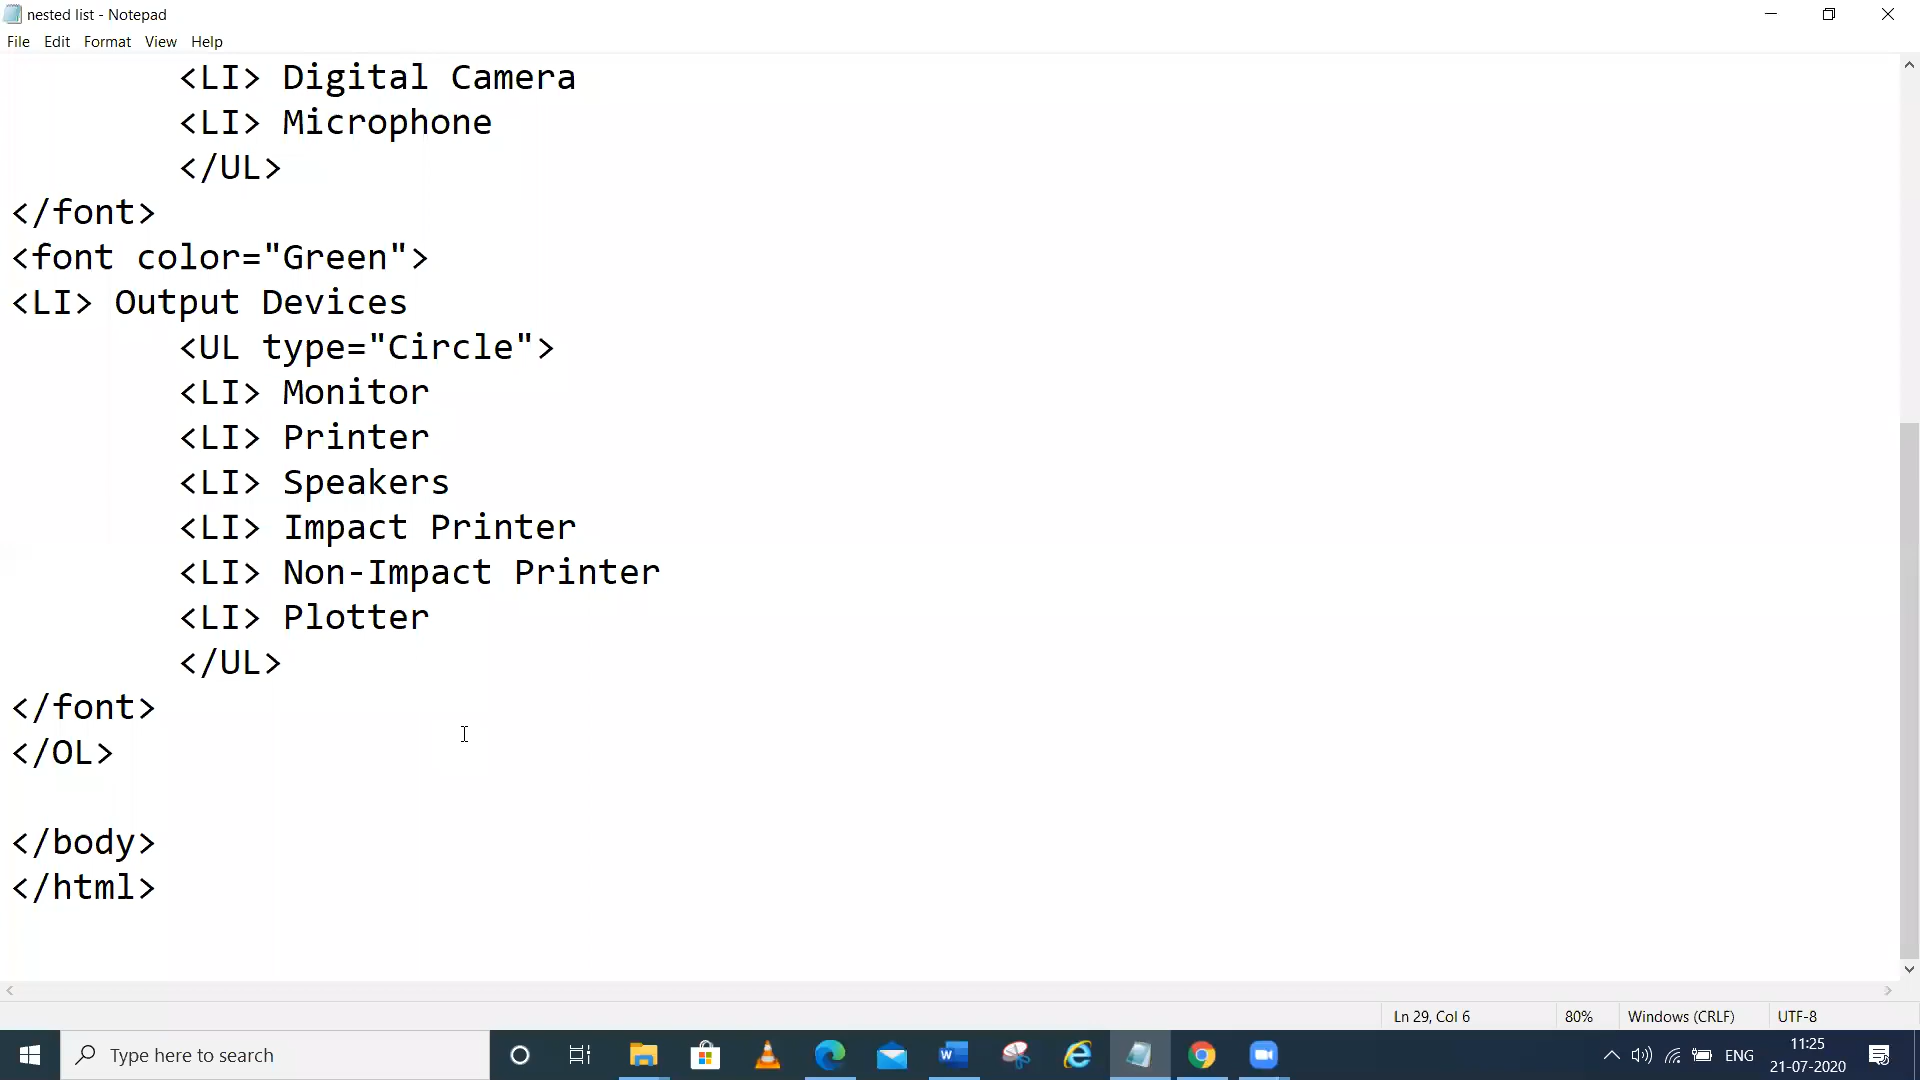 nested list - Notepad
File Edit Format View Help
<LI> Digital Camera
<LI> Microphone
</UL>
</font>
<font color="Green">
<LI> Output Devices
<UL type="Circle">
<LI> Monitor
<LI> Printer
<LI> Speakers
<LI> Impact Printer
<LI> Non-Impact Printer
<LI> Plotter
</UL>
</font>
</OL>
</body>
</html>
Ln 29, Col 6 80% Windows (CRLF) UTF-8
Type here to search
W
ENG
11:25
21-07-2020